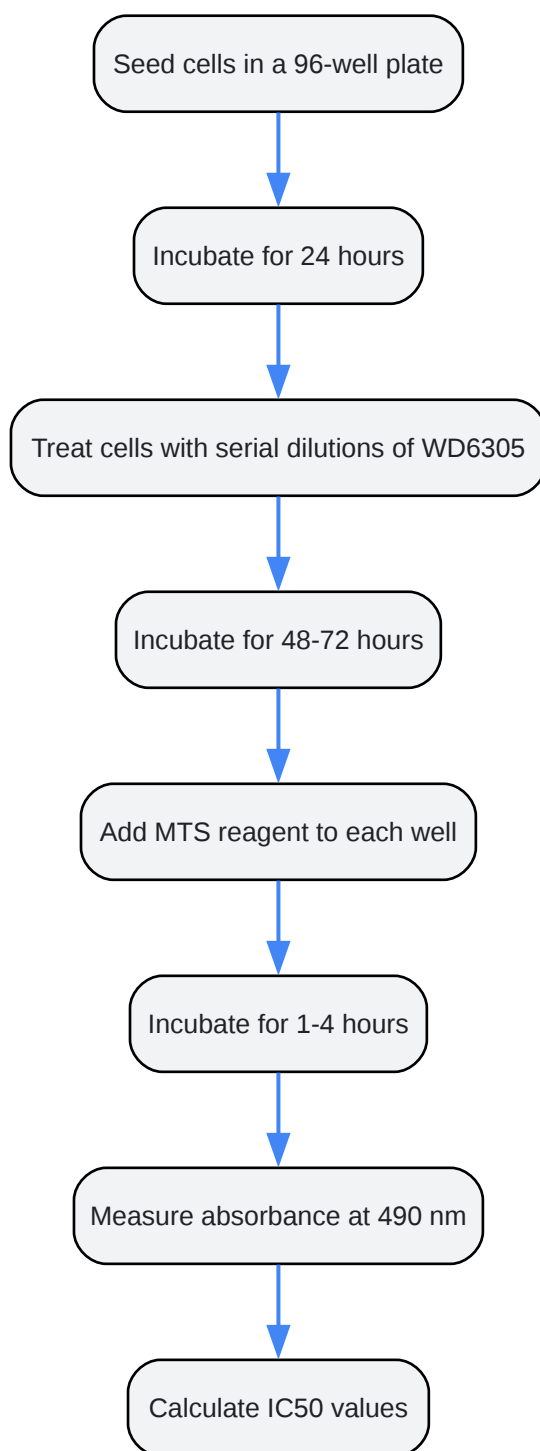 Seed cells in a 96-well plate
Incubate for 24 hours
Treat cells with serial dilutions of WD6305
Incubate for 48-72 hours
Add MTS reagent to each well
Incubate for 1-4 hours
Measure absorbance at 490 nm
Calculate IC50 values